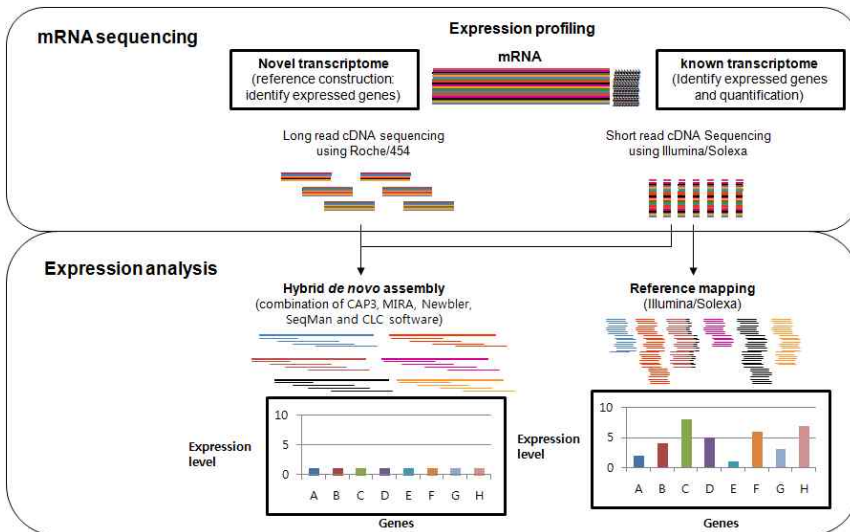 mRNA sequencing
Expression profiling
mRNA
Novel transcriptome
(reference construction:
identify expressed genes)
known transcriptome
(Identify expressed genes
and quantification)
Long read cDNA sequencing
using Roche/454
Short read cDNA Sequencing
using Illumina/Solexa
Expression analysis
Hybrid de novo assembly
(combination of CAP3, MIRA, Newbler,
SeqMan and CLC software)
Reference mapping
(Illumina/Solexa)
Expression
level
10
5
0
A B C D E F G H
Genes
Expression
level
10
5
0
A B C D E F G H
Genes